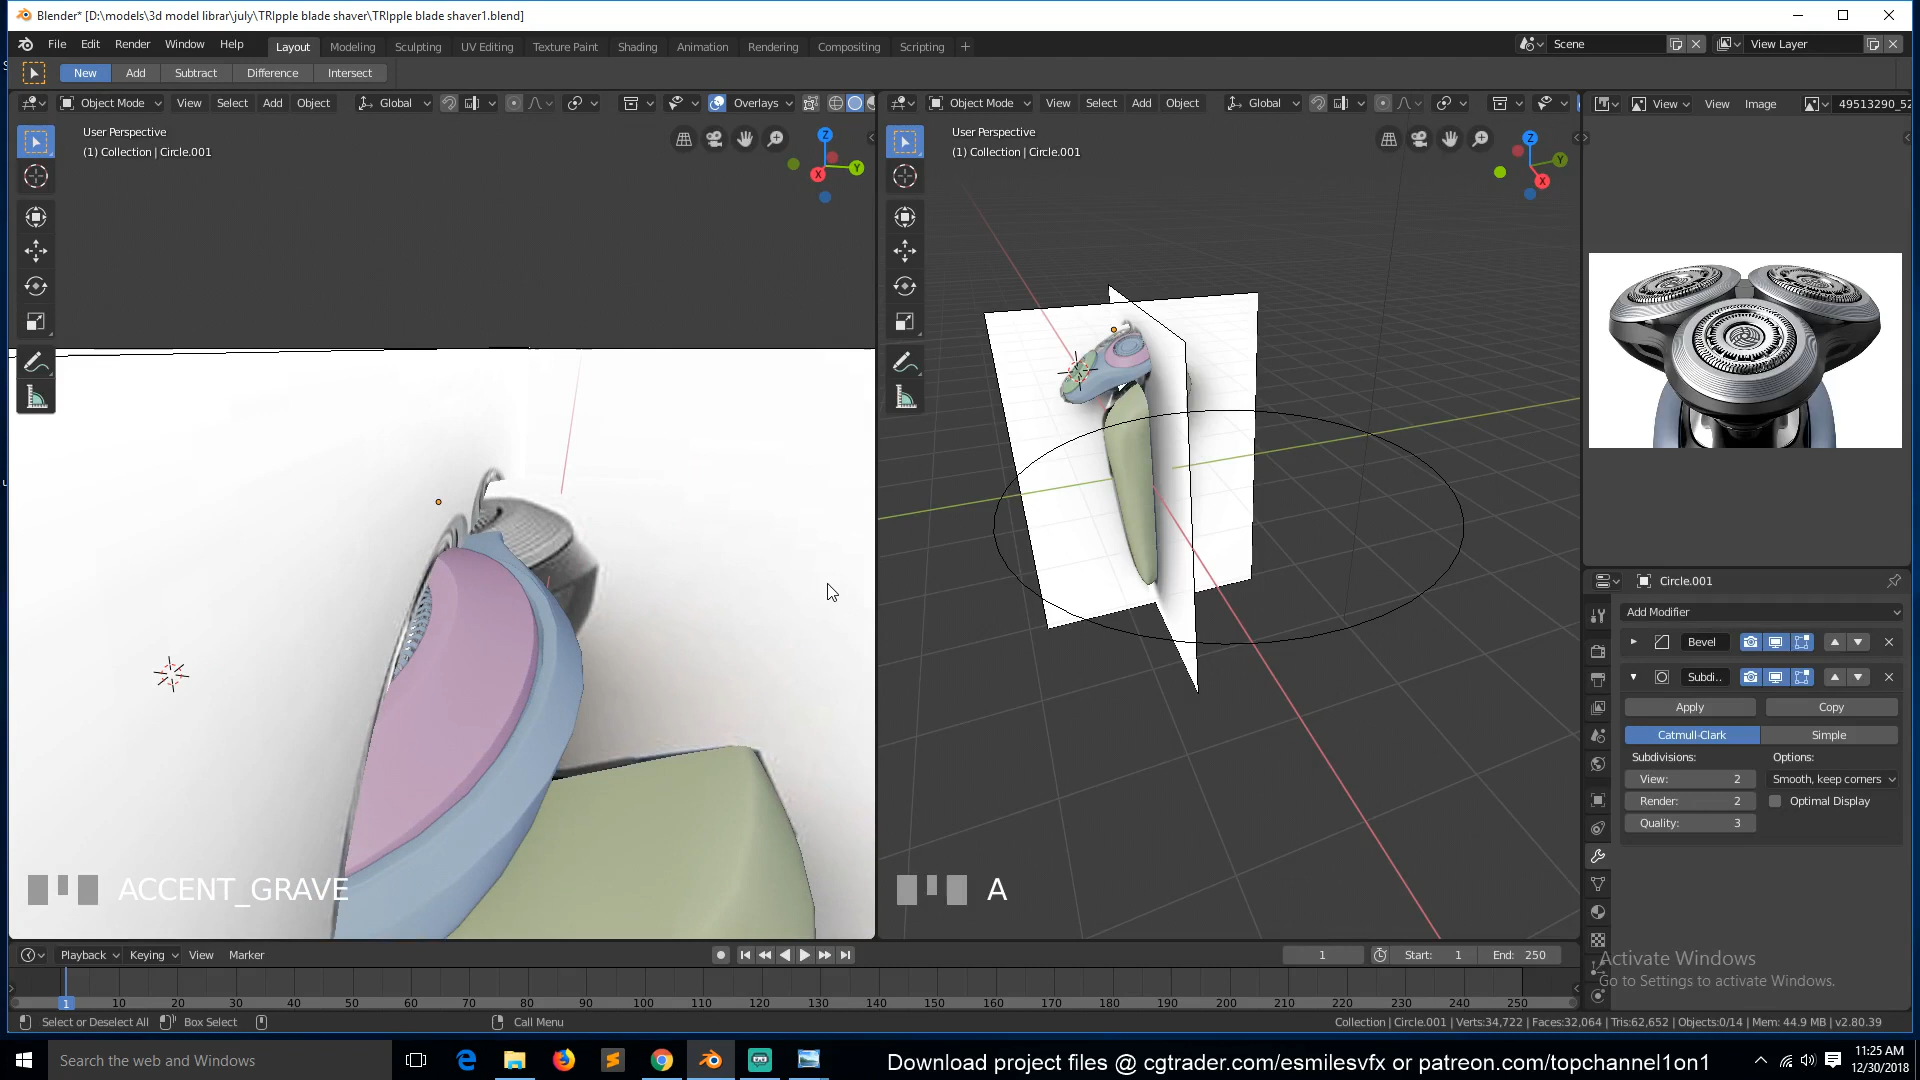 Blender* [D:\models\3d model librar\july\TRIpple blade shaver\TRIpple blade shaver1.blend]
File Edit Render Window Help Layout Modeling Sculpting UV Editing Texture Paint Shading Animation Rendering Compositing Scripting + Scene View Layer
New Add Subtract Difference Intersect
Object Mode View Select Add Object Global Overlays Object Mode View Select Add Object Global View View Image 49513290_52
User Perspective
(1) Collection | Circle.001
Z
Y
X
User Perspective
(1) Collection | Circle.001
Z
Y
X
ACCENT_GRAVE
A
Circle.001
Add Modifier
Bevel
Subdi..
Apply Copy
Catmull-Clark Simple
Subdivisions: Options:
View: 2 Smooth, keep corners
Render: 2 Optimal Display
Quality: 3
Activate Windows
Go to Settings to activate Windows.
Playback Keying View Marker 1 Start: 1 End: 250
1 10 20 30 40 50 60 70 80 90 100 110 120 130 140 150 160 170 180 190 200 210 220 230 240 250
Select or Deselect All Box Select Call Menu Collection | Circle.001 | Verts:34,722 | Faces:32,064 | Tris:62,652 | Objects:0/14 | Mem: 44.9 MB | v2.80.39
Search the web and Windows
Download project files @ cgtrader.com/esmilesvfx or patreon.com/topchannel1on1
11:25 AM
12/30/2018